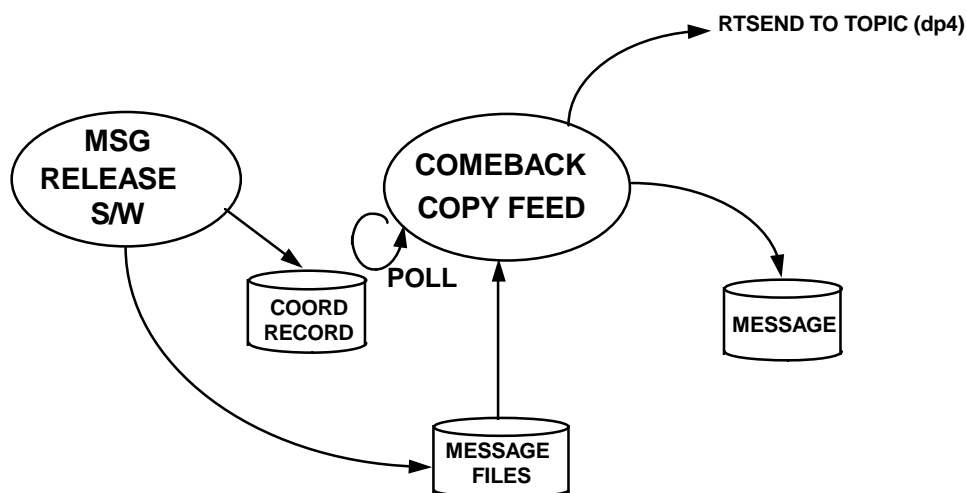 RTSEND TO TOPIC (dp4)
MSG
RELEASE
S/W
COMEBACK
COPY FEED
POLL
COORD
RECORD
MESSAGE
MESSAGE
FILES